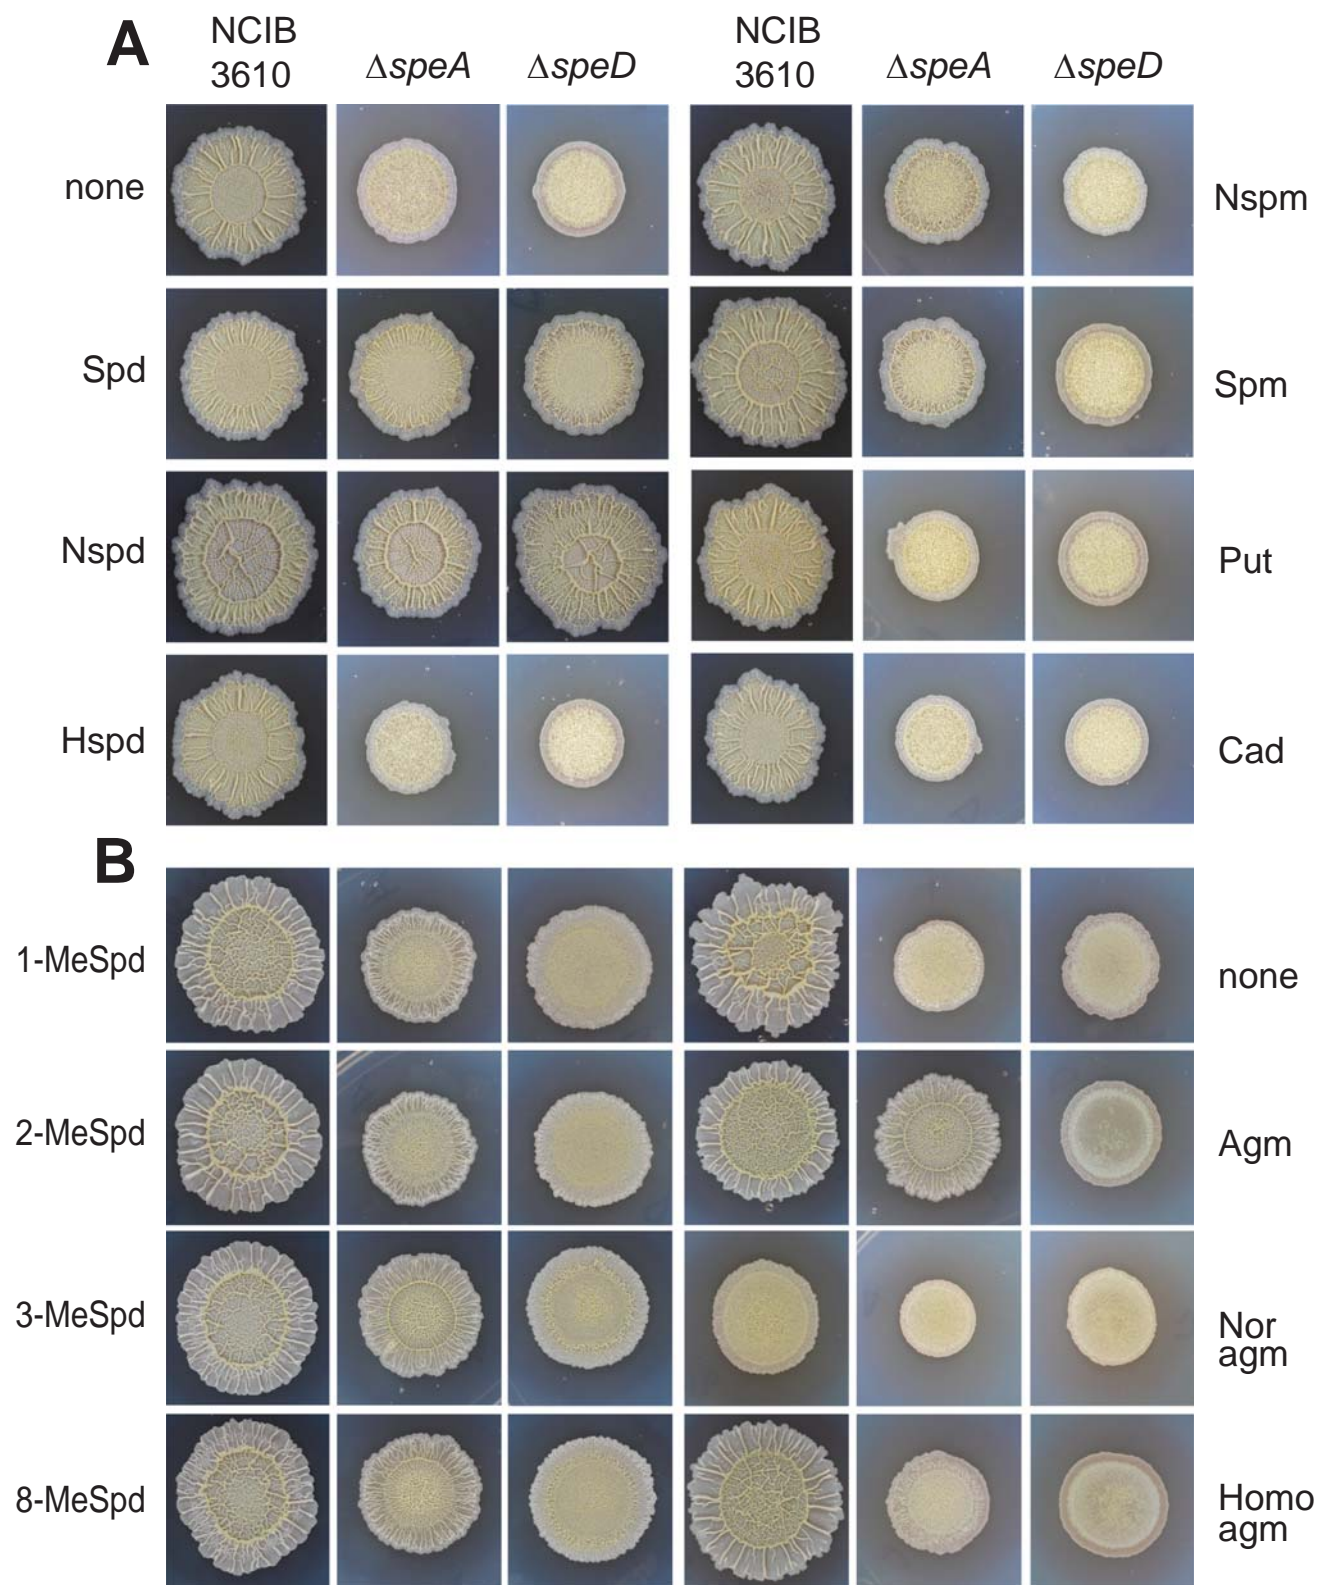 A
NCIB
3610
ΔspeA
ΔspeD
NCIB
3610
ΔspeA
ΔspeD
none
Nspm
Spd
Spm
Nspd
Put
Hspd
Cad
B
1-MeSpd
none
2-MeSpd
Agm
3-MeSpd
Nor
agm
8-MeSpd
Homo
agm